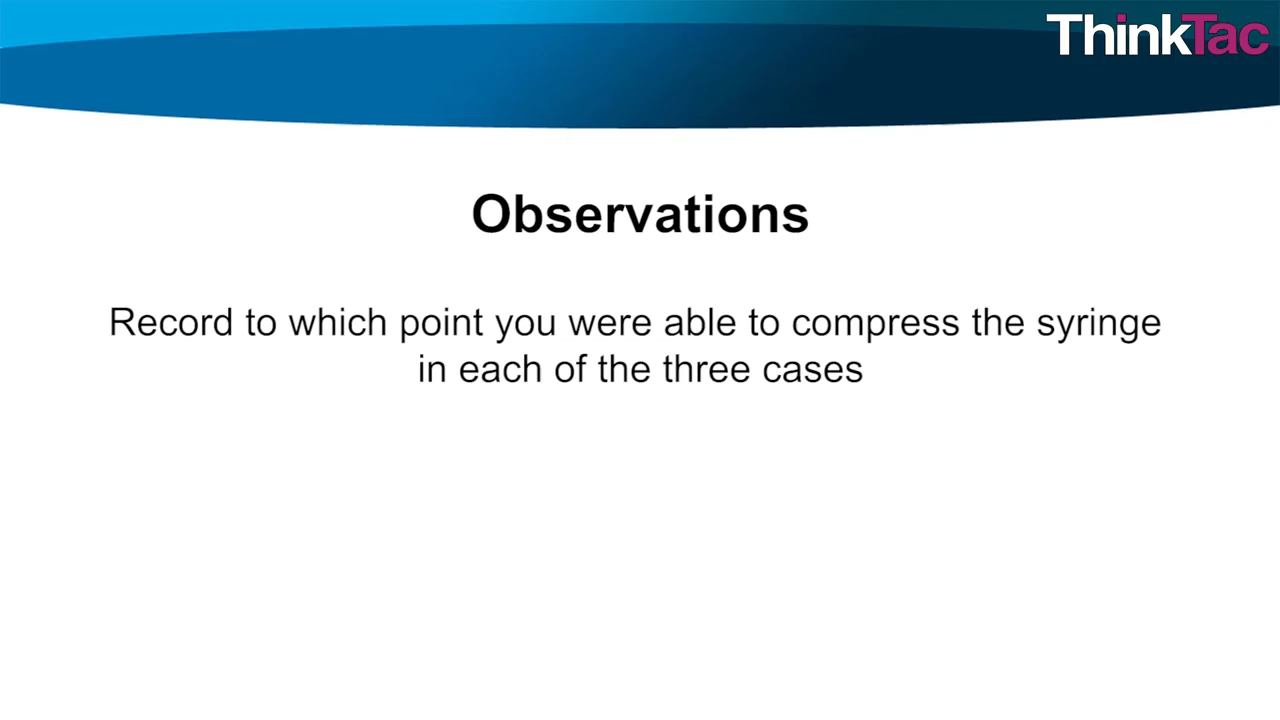 ThinkTac
Observations
Record to which point you were able to compress the syringe
in each of the three cases